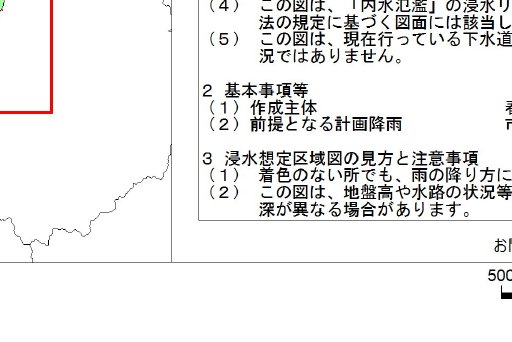 （４） この図は、「内水氾濫」の浸水リ
法の規定に基づく図面には該当し
（５） この図は、現在行っている下水道
況ではありません。
２ 基本事項等
（１）作成主体
（２）前提となる計画降雨
３ 浸水想定区域図の見方と注意事項
（１） 着色のない所でも、雨の降り方に
（２） この図は、地盤高や水路の状況等
深が異なる場合があります。
お
500